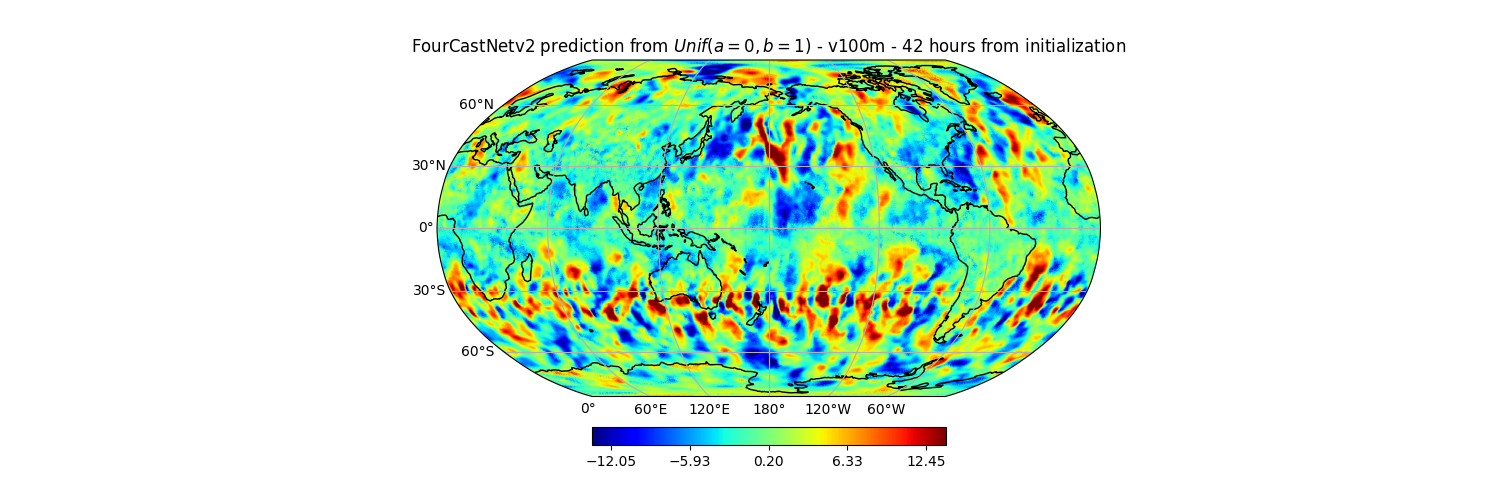 FourCastNetv2 prediction from Unif(a = 0, b = 1) - v100m - 42 hours from initialization
60°N
30°N
0°
30°S
60°S
0° 60°E 120°E 180° 120°W 60°W
−12.05 −5.93 0.20 6.33 12.45